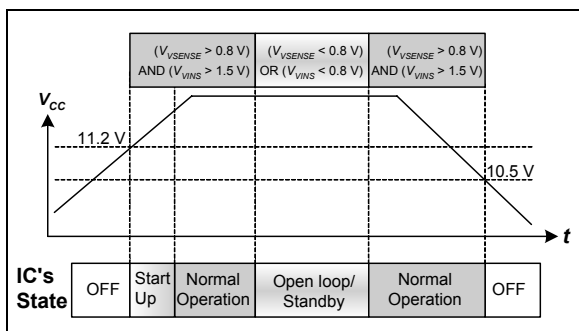 (VVSENSE > 0.8 V)
AND (VVINS > 1.5 V)
(VVSENSE < 0.8 V)
OR (VVINS < 0.8 V)
(VVSENSE > 0.8 V)
AND (VVINS > 1.5 V)
VCC
11.2 V
10.5 V
t
IC's
State
OFF
Start
Up
Normal
Operation
Open loop/
Standby
Normal
Operation
OFF